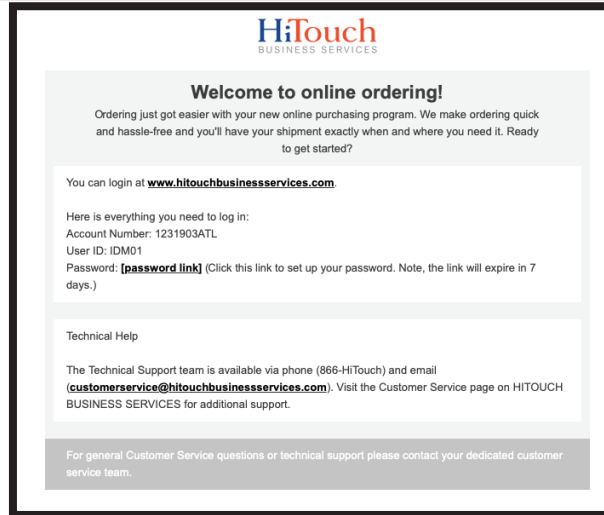 HiTouch
BUSINESS SERVICES
Welcome to online ordering!
Ordering just got easier with your new online purchasing program. We make ordering quick
and hassle-free and you'll have your shipment exactly when and where you need it. Ready
to get started?
You can login at www.hitouchbusinessservices.com.
Here is everything you need to log in:
Account Number: 1231903ATL
User ID: IDM01
Password: [password link] (Click this link to set up your password. Note, the link will expire in 7
days.)
Technical Help
The Technical Support team is available via phone (866-HiTouch) and email
(customerservice@hitouchbusinessservices.com). Visit the Customer Service page on HITOUCH
BUSINESS SERVICES for additional support.
For general Customer Service questions or technical support please contact your dedicated customer
service team.